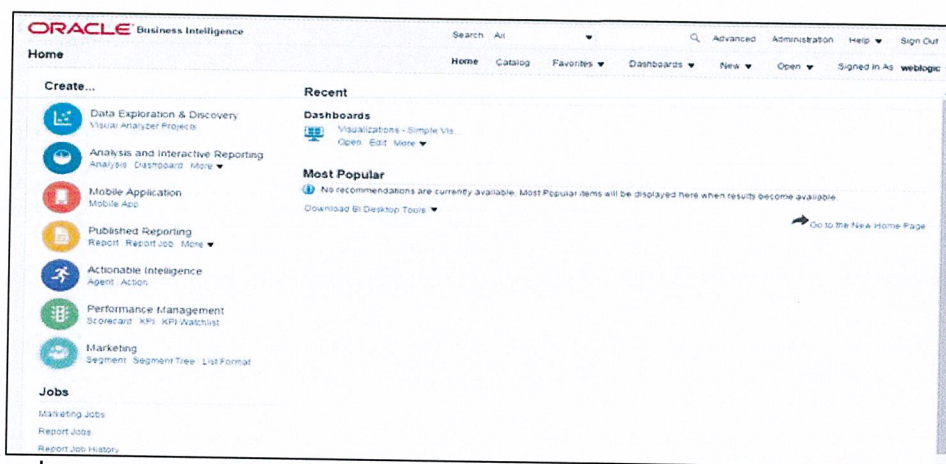 ORACLE Business Intelligence
Search All Advanced Administration Help Sign Out
Home
Home Catalog Favorites Dashboards New Open Signed In As weblogic
Create...
Data Exploration & Discovery
Visual Analyzer Projects
Analysis and Interactive Reporting
Analysis Dashboard More
Mobile Application
Mobile App
Published Reporting
Report Report Job More
Actionable Intelligence
Agent Action
Performance Management
Scorecard KPI KPI Watchlist
Marketing
Segment Segment Tree List Format
Jobs
Marketing Jobs
Report Jobs
Report Job History
Recent
Dashboards
Visualizations - Simple Vis...
Open Edit More
Most Popular
No recommendations are currently available. Most Popular items will be displayed here when results become available.
Download BI Desktop Tools
Go to the New Home Page